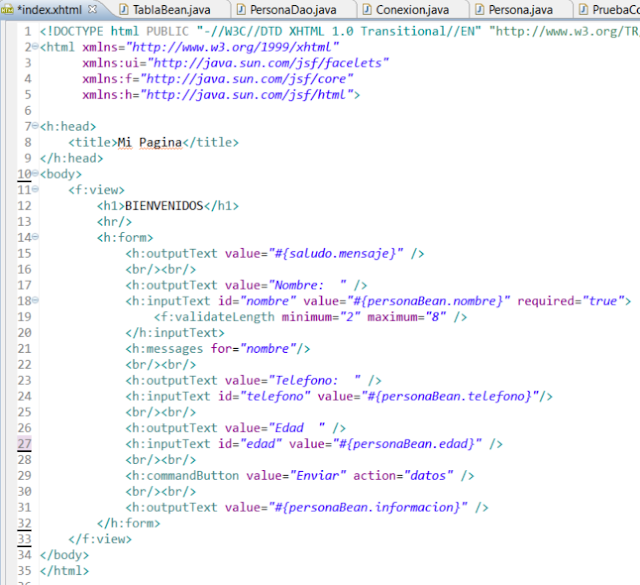 *index.xhtml TablaBean.java PersonaDao.java Conexion.java Persona.java PruebaCo
1 <!DOCTYPE html PUBLIC "-//W3C//DTD XHTML 1.0 Transitional//EN" "http://www.w3.org/TR,
2 <html xmlns="http://www.w3.org/1999/xhtml"
3 xmlns:ui="http://java.sun.com/jsf/facelets"
4 xmlns:f="http://java.sun.com/jsf/core"
5 xmlns:h="http://java.sun.com/jsf/html">
6
7 <h:head>
8 <title>Mi Pagina</title>
9 </h:head>
10 <body>
11 <f:view>
12 <h1>BIENVENIDOS</h1>
13 <hr/>
14 <h:form>
15 <h:outputText value="#{saludo.mensaje}" />
16 <br/><br/>
17 <h:outputText value="Nombre:  " />
18 <h:inputText id="nombre" value="#{personaBean.nombre}" required="true">
19 <f:validateLength minimum="2" maximum="8" />
20 </h:inputText>
21 <h:messages for="nombre"/>
22 <br/><br/>
23 <h:outputText value="Telefono:  " />
24 <h:inputText id="telefono" value="#{personaBean.telefono}"/>
25 <br/><br/>
26 <h:outputText value="Edad  " />
27 <h:inputText id="edad" value="#{personaBean.edad}" />
28 <br/><br/>
29 <h:commandButton value="Enviar" action="datos" />
30 <br/><br/>
31 <h:outputText value="#{personaBean.informacion}" />
32 </h:form>
33 </f:view>
34 </body>
35 </html>